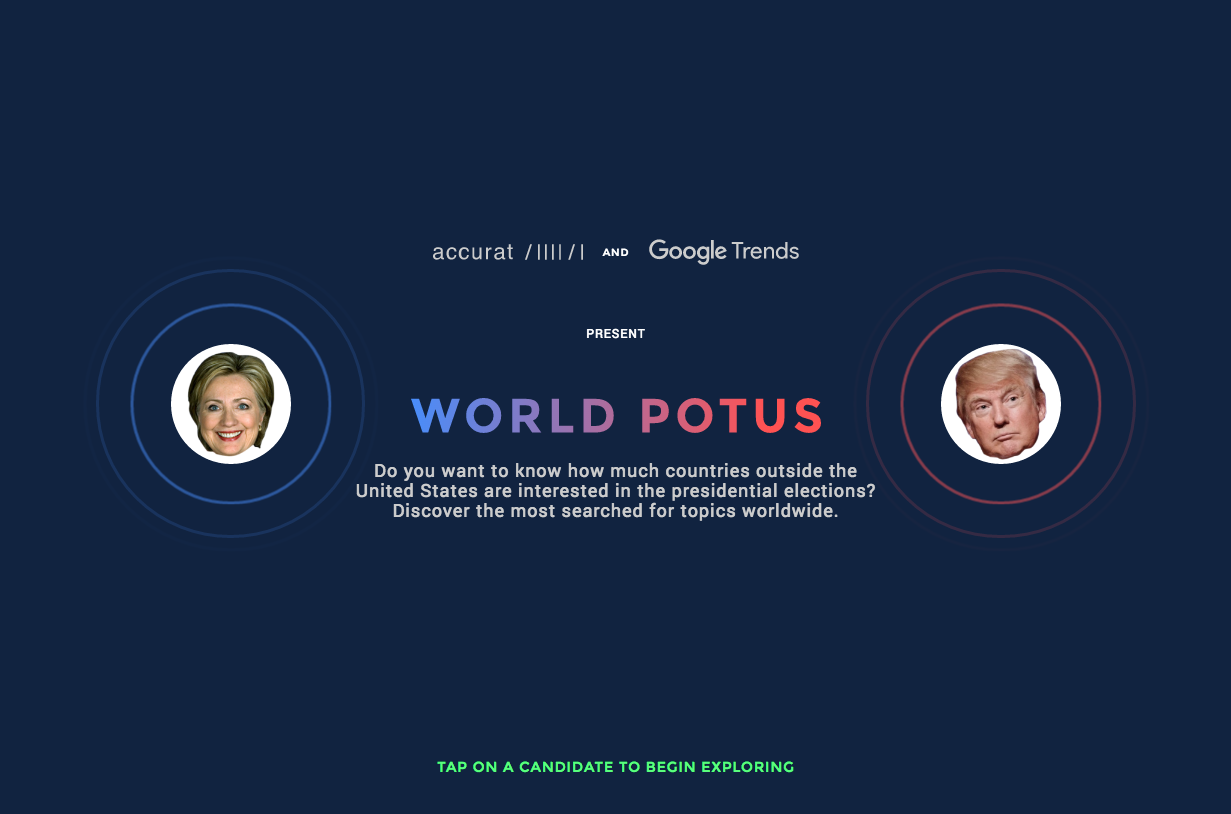 accurat AND Google Trends
PRESENT
WORLD POTUS
Do you want to know how much countries outside the
United States are interested in the presidential elections?
Discover the most searched for topics worldwide.
TAP ON A CANDIDATE TO BEGIN EXPLORING